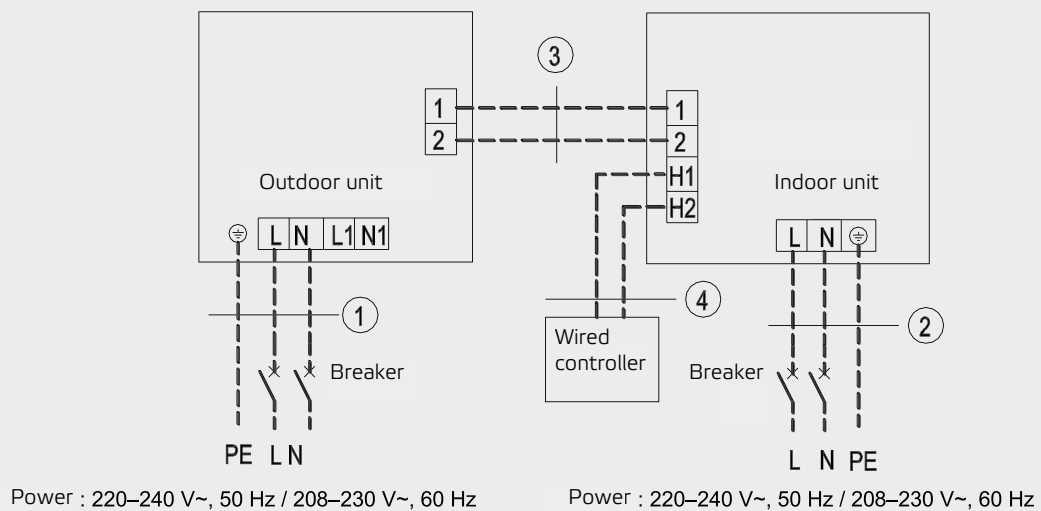 3
1
2
1
2
H1
H2
Outdoor unit
Indoor unit
L N L1 N1
L N
4
1
2
Wired
controller
Breaker
Breaker
PE L N
L N PE
Power : 220–240 V~, 50 Hz / 208–230 V~, 60 Hz
Power : 220–240 V~, 50 Hz / 208–230 V~, 60 Hz